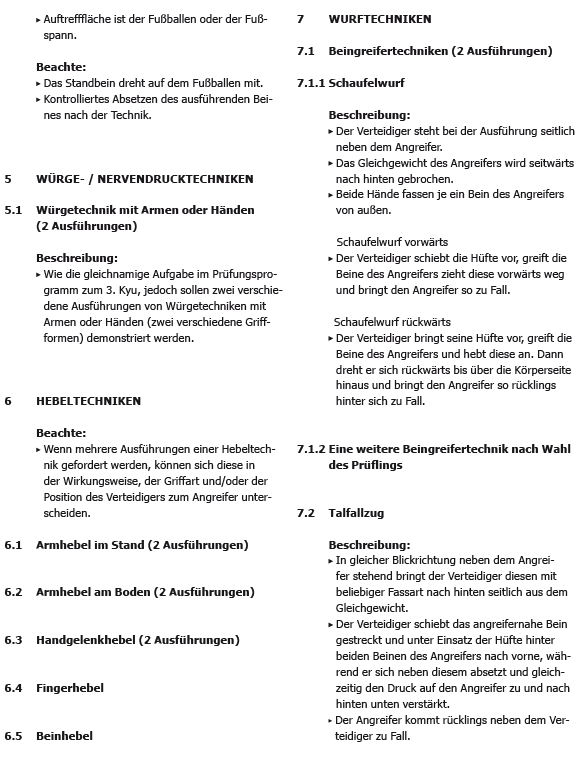 ▸ Auftrefffläche ist der Fußballen oder der Fuß-
spann.
Beachte:
▸ Das Standbein dreht auf dem Fußballen mit.
▸ Kontrolliertes Absetzen des ausführenden Bei-
nes nach der Technik.
5 WÜRGE- / NERVENDRUCKTECHNIKEN
5.1 Würgetechnik mit Armen oder Händen
(2 Ausführungen)
Beschreibung:
▸ Wie die gleichnamige Aufgabe im Prüfungspro-
gramm zum 3. Kyu, jedoch sollen zwei verschie-
dene Ausführungen von Würgetechniken mit
Armen oder Händen (zwei verschiedene Griff-
formen) demonstriert werden.
6 HEBELTECHNIKEN
Beachte:
▸ Wenn mehrere Ausführungen einer Hebeltech-
nik gefordert werden, können sich diese in
der Wirkungsweise, der Griffart und/oder der
Position des Verteidigers zum Angreifer unter-
scheiden.
6.1 Armhebel im Stand (2 Ausführungen)
6.2 Armhebel am Boden (2 Ausführungen)
6.3 Handgelenkhebel (2 Ausführungen)
6.4 Fingerhebel
6.5 Beinhebel
7 WURFTECHNIKEN
7.1 Beingreifertechniken (2 Ausführungen)
7.1.1 Schaufelwurf
Beschreibung:
▸ Der Verteidiger steht bei der Ausführung seitlich
neben dem Angreifer.
▸ Das Gleichgewicht des Angreifers wird seitwärts
nach hinten gebrochen.
▸ Beide Hände fassen je ein Bein des Angreifers
von außen.
Schaufelwurf vorwärts
▸ Der Verteidiger schiebt die Hüfte vor, greift die
Beine des Angreifers zieht diese vorwärts weg
und bringt den Angreifer so zu Fall.
Schaufelwurf rückwärts
▸ Der Verteidiger bringt seine Hüfte vor, greift die
Beine des Angreifers und hebt diese an. Dann
dreht er sich rückwärts bis über die Körperseite
hinaus und bringt den Angreifer so rücklings
hinter sich zu Fall.
7.1.2 Eine weitere Beingreifertechnik nach Wahl
des Prüflings
7.2 Talfallzug
Beschreibung:
▸ In gleicher Blickrichtung neben dem Angrei-
fer stehend bringt der Verteidiger diesen mit
beliebiger Fassart nach hinten seitlich aus dem
Gleichgewicht.
▸ Der Verteidiger schiebt das angreifernahe Bein
gestreckt und unter Einsatz der Hüfte hinter
beiden Beinen des Angreifers nach vorne, wäh-
rend er sich neben diesem absetzt und gleich-
zeitig den Druck auf den Angreifer zu und nach
hinten unten verstärkt.
▸ Der Angreifer kommt rücklings neben dem Ver-
teidiger zu Fall.